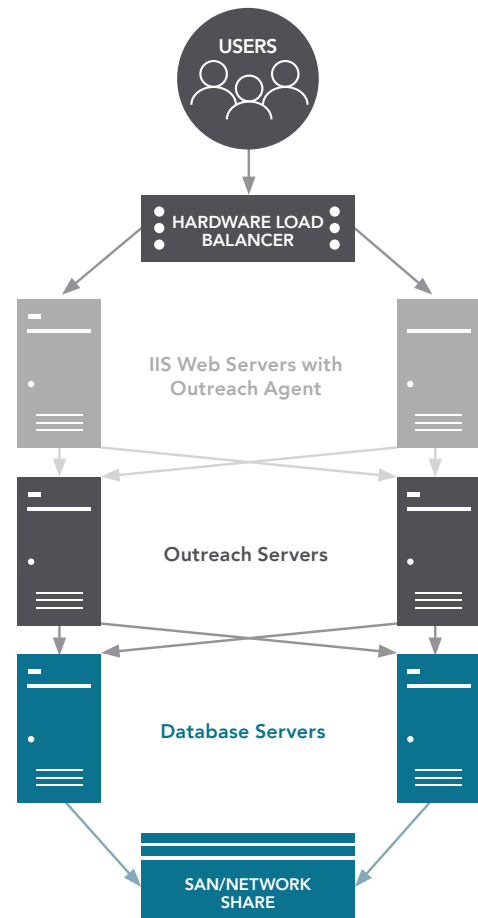 USERS
HARDWARE LOAD
BALANCER
IIS Web Servers with
Outreach Agent
Outreach Servers
Database Servers
SAN/NETWORK
SHARE